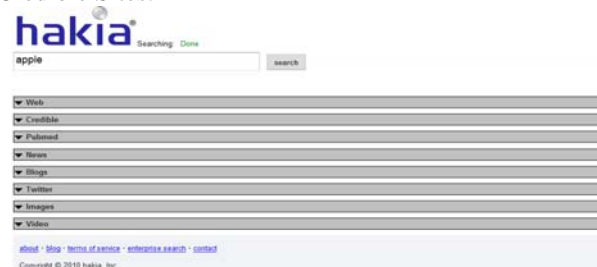 hakia®
Searching: Done
apple
search
Web
Credible
Pubmed
News
Blogs
Twitter
Images
Video
about · blog · terms of service · enterprise search · contact
Copyright © 2010 hakia, Inc.